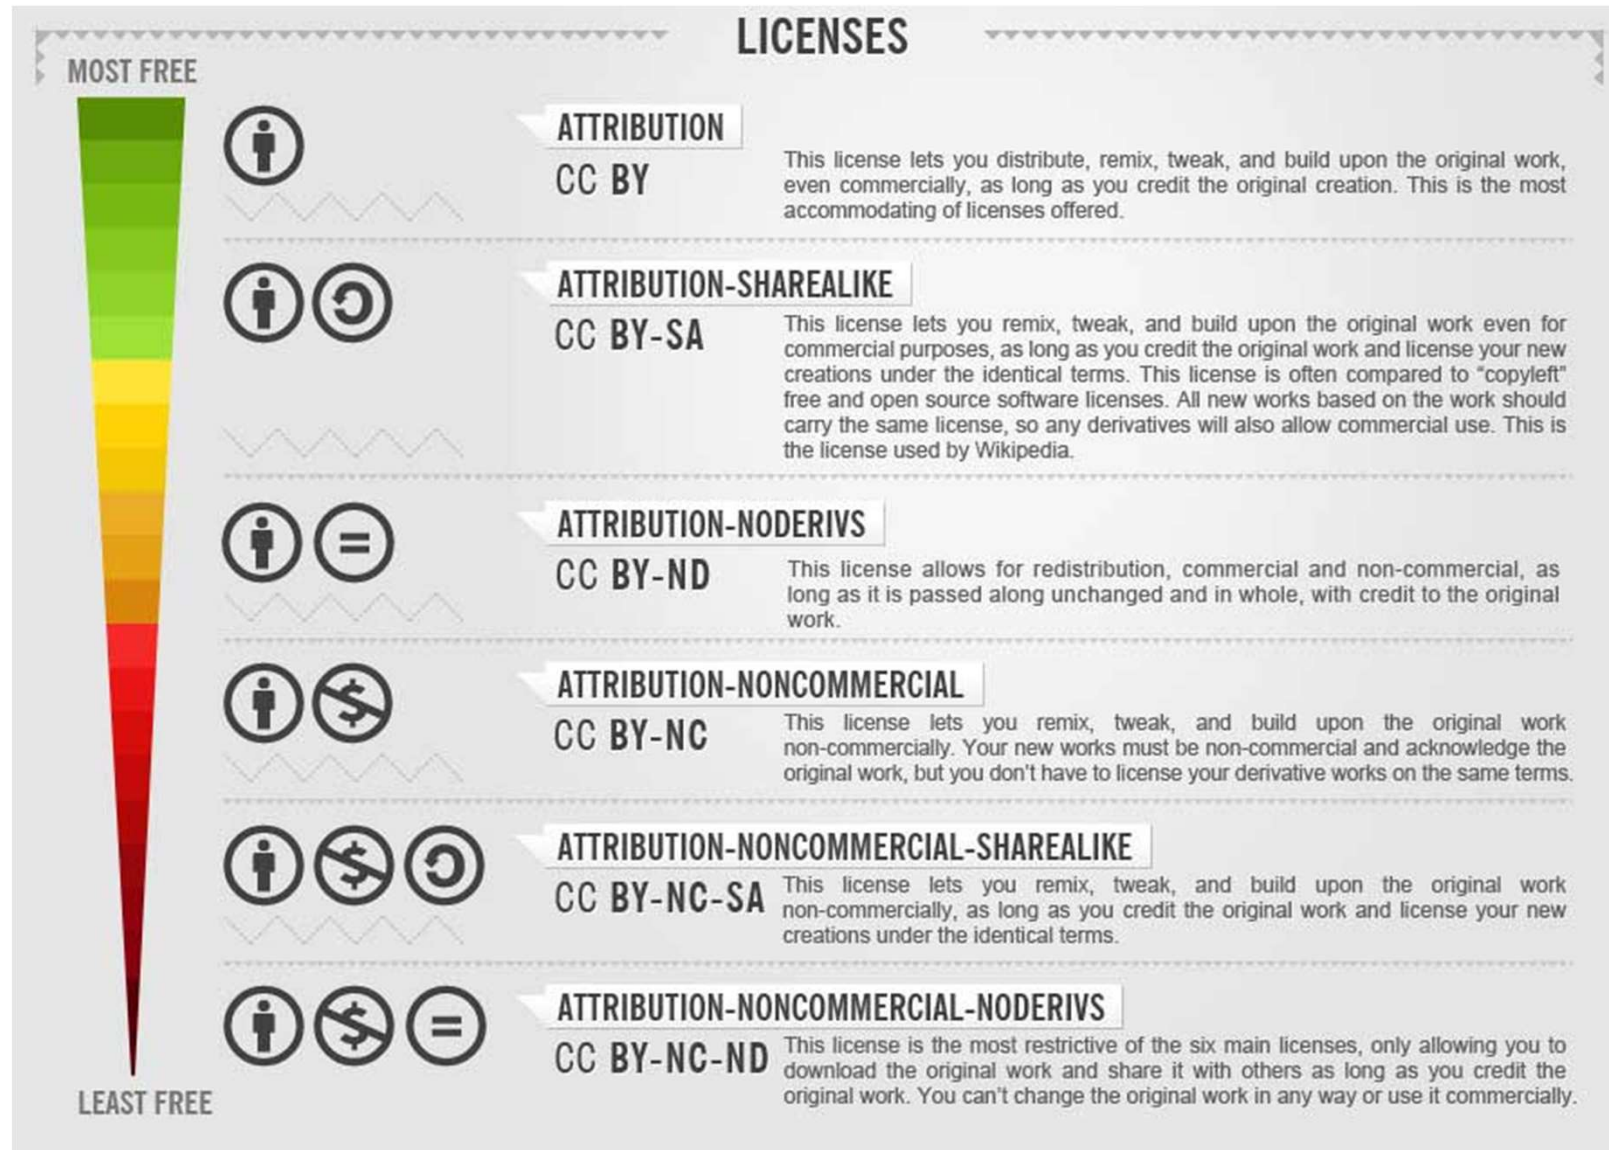 LICENSES
MOST FREE
ATTRIBUTION
CC BY
This license lets you distribute, remix, tweak, and build upon the original work,
even commercially, as long as you credit the original creation. This is the most
accommodating of licenses offered.
ATTRIBUTION-SHAREALIKE
CC BY-SA
This license lets you remix, tweak, and build upon the original work even for
commercial purposes, as long as you credit the original work and license your new
creations under the identical terms. This license is often compared to “copyleft”
free and open source software licenses. All new works based on the work should
carry the same license, so any derivatives will also allow commercial use. This is
the license used by Wikipedia.
ATTRIBUTION-NODERIVS
CC BY-ND
This license allows for redistribution, commercial and non-commercial, as
long as it is passed along unchanged and in whole, with credit to the original
work.
ATTRIBUTION-NONCOMMERCIAL
CC BY-NC
This license lets you remix, tweak, and build upon the original work
non-commercially. Your new works must be non-commercial and acknowledge the
original work, but you don't have to license your derivative works on the same terms.
ATTRIBUTION-NONCOMMERCIAL-SHAREALIKE
CC BY-NC-SA
This license lets you remix, tweak, and build upon the original work
non-commercially, as long as you credit the original work and license your new
creations under the identical terms.
ATTRIBUTION-NONCOMMERCIAL-NODERIVS
CC BY-NC-ND
This license is the most restrictive of the six main licenses, only allowing you to
download the original work and share it with others as long as you credit the
original work. You can't change the original work in any way or use it commercially.
LEAST FREE